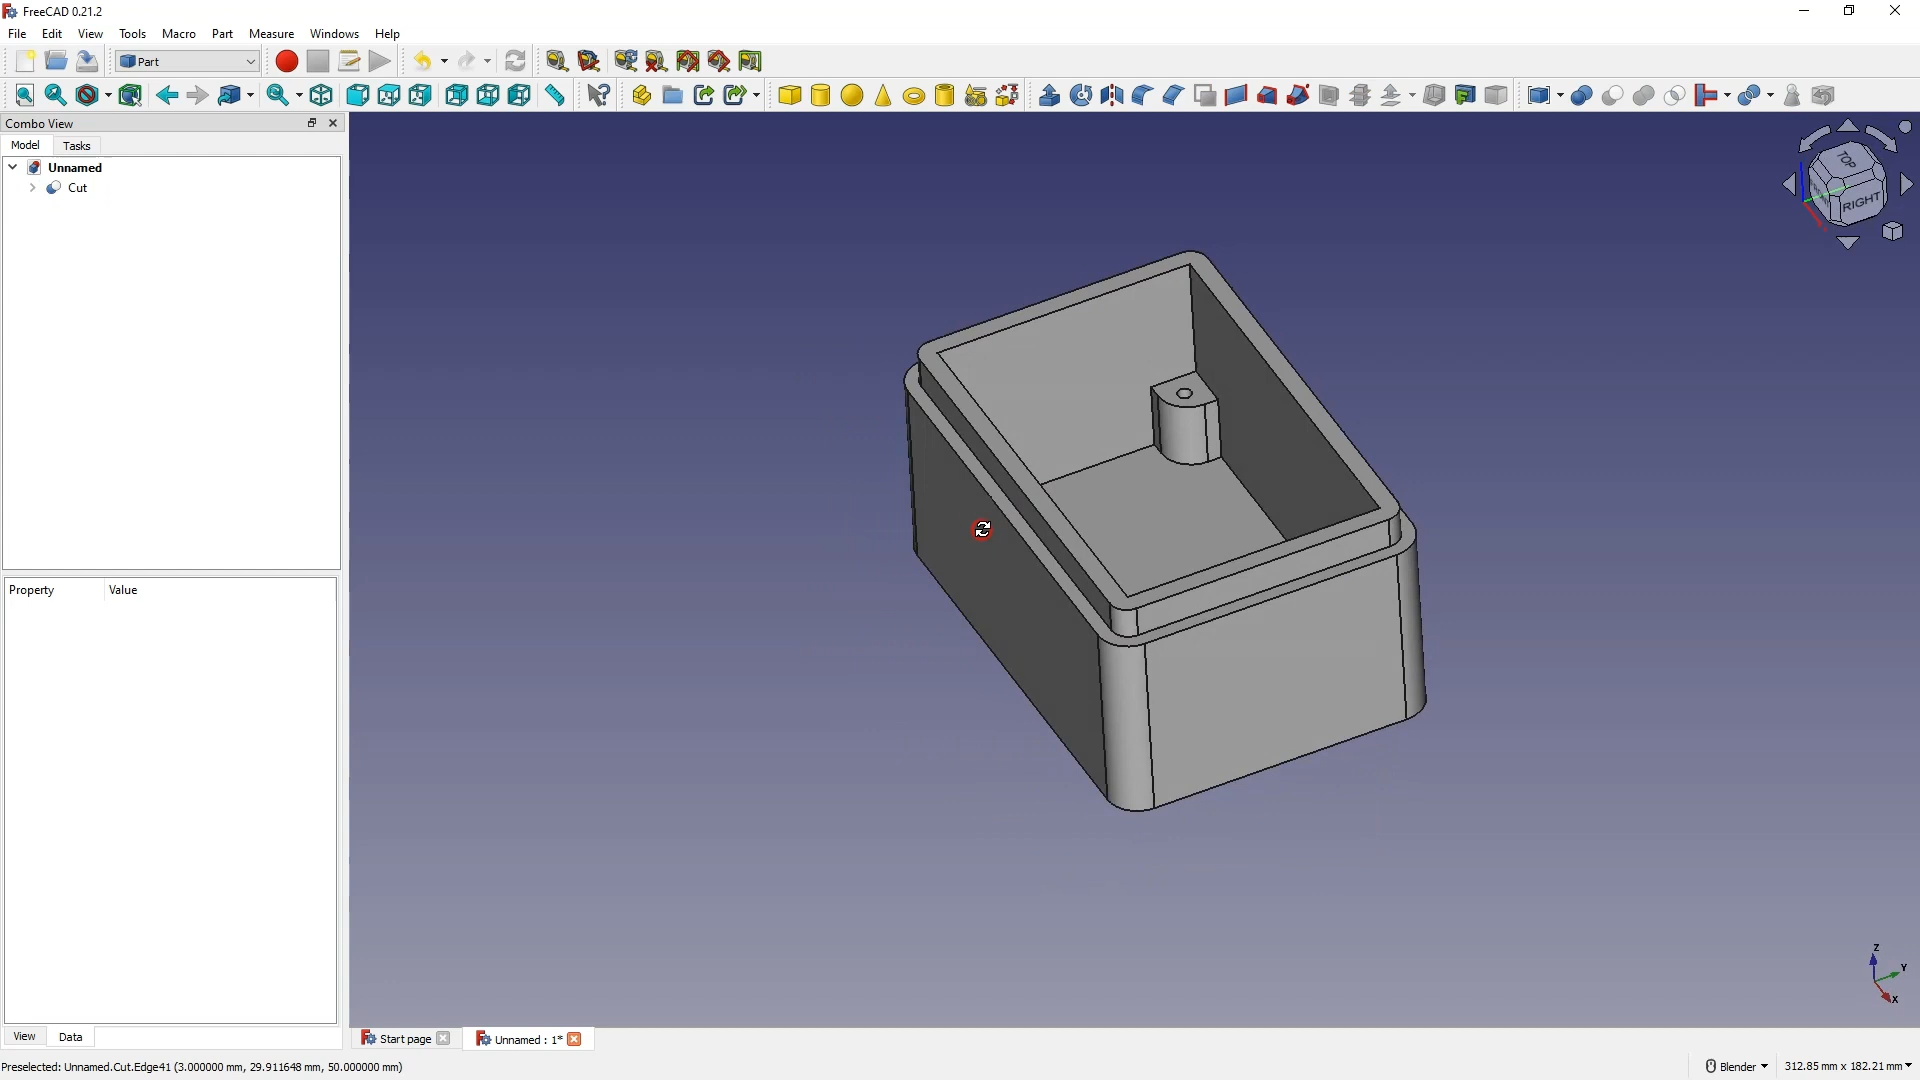 FreeCAD 0.21.2
File Edit View Tools Macro Part Measure Windows Help
Part
Combo View
Model Tasks
Unnamed
Cut
Property Value
View Data
TOP
RIGHT
Z
Y
X
Start page
Unnamed : 1*
Preselected: Unnamed.Cut.Edge41 (3.000000 mm, 29.911648 mm, 50.000000 mm)
Blender
312.85 mm x 182.21 mm